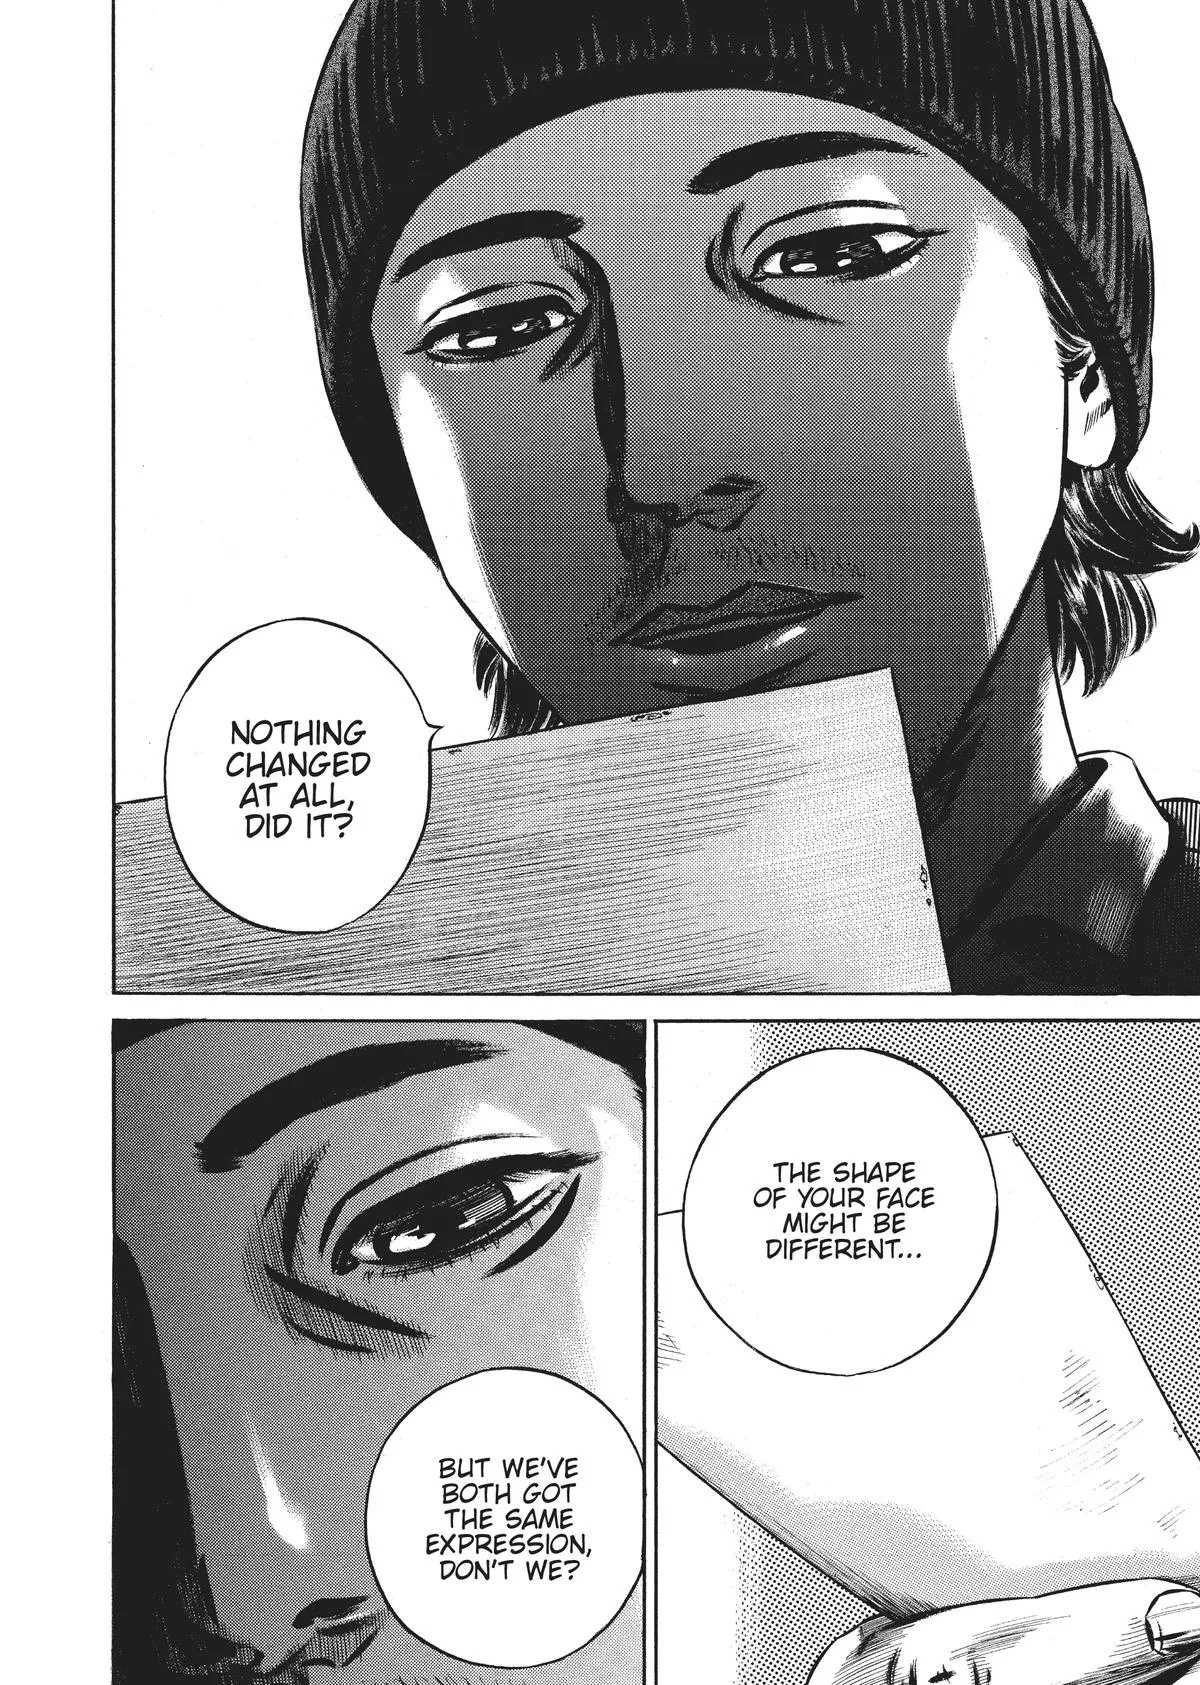 NOTHING
CHANGED
AT ALL,
DID IT?
THE SHAPE
OF YOUR FACE
MIGHT BE
DIFFERENT...
BUT WE'VE
BOTH GOT
THE SAME
EXPRESSION,
DON'T WE?